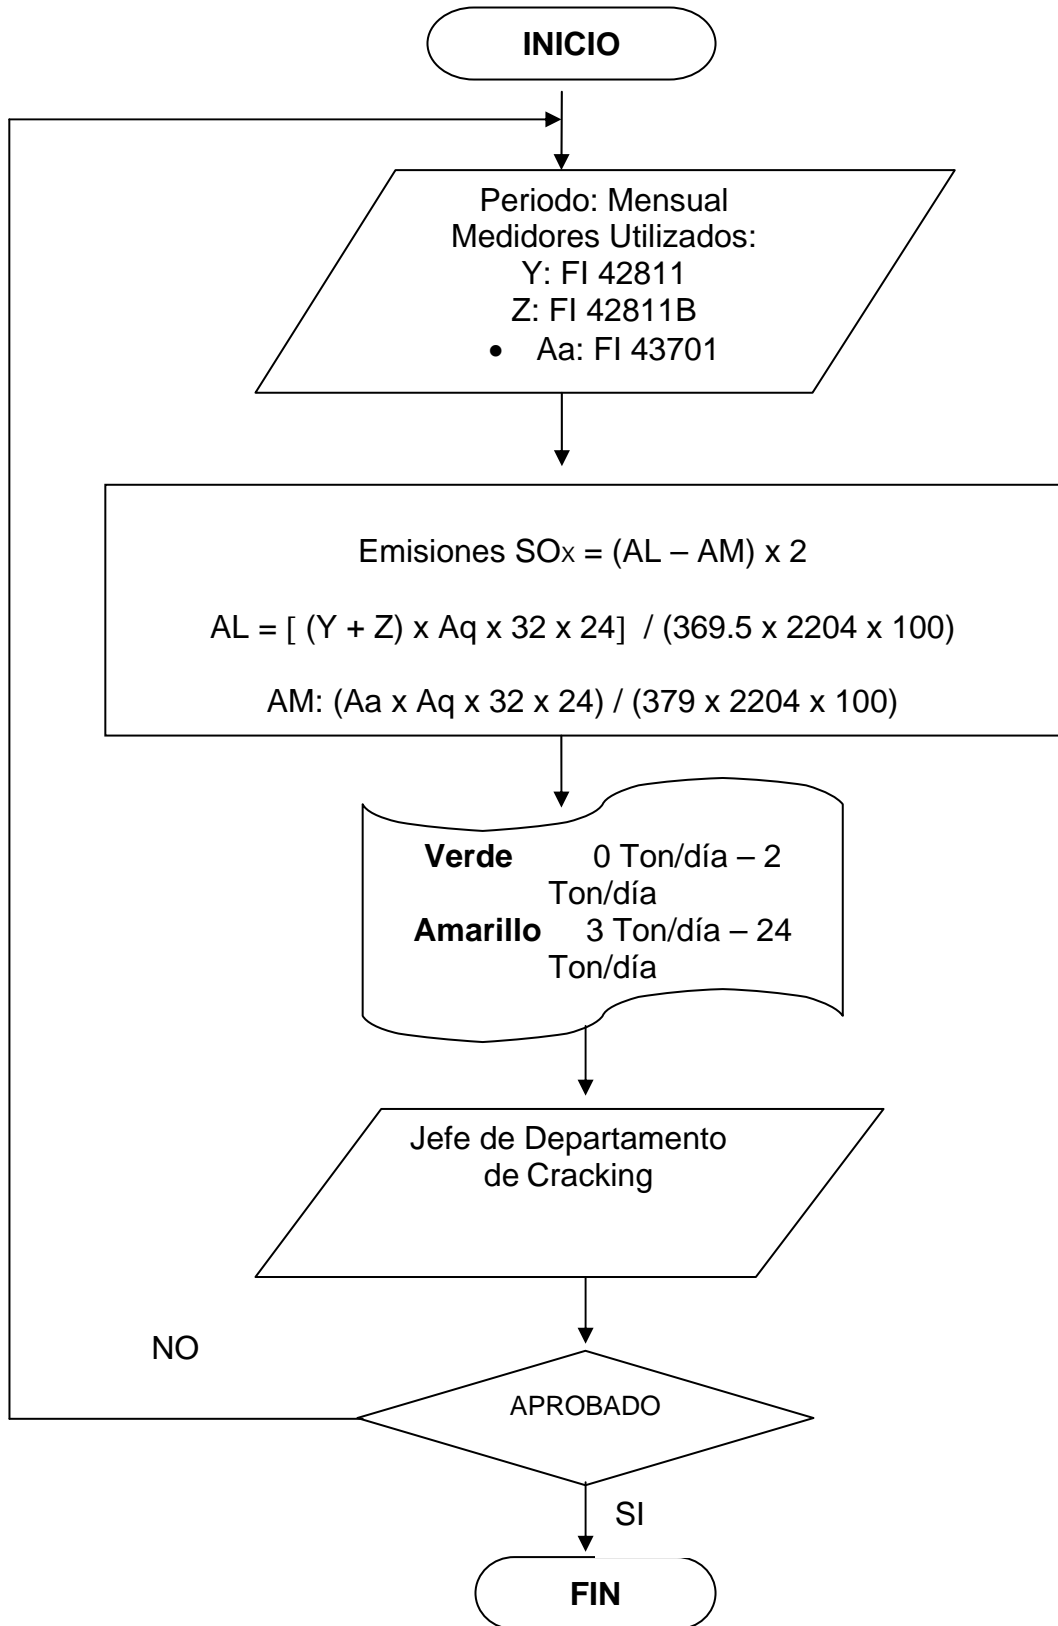 INICIO
Periodo: Mensual
Medidores Utilizados:
Y: FI 42811
Z: FI 42811B
• Aa: FI 43701
Emisiones SOx = (AL – AM) x 2
AL = [ (Y + Z) x Aq x 32 x 24] / (369.5 x 2204 x 100)
AM: (Aa x Aq x 32 x 24) / (379 x 2204 x 100)
Verde 0 Ton/día – 2
Ton/día
Amarillo 3 Ton/día – 24
Ton/día
Jefe de Departamento
de Cracking
NO
APROBADO
SI
FIN